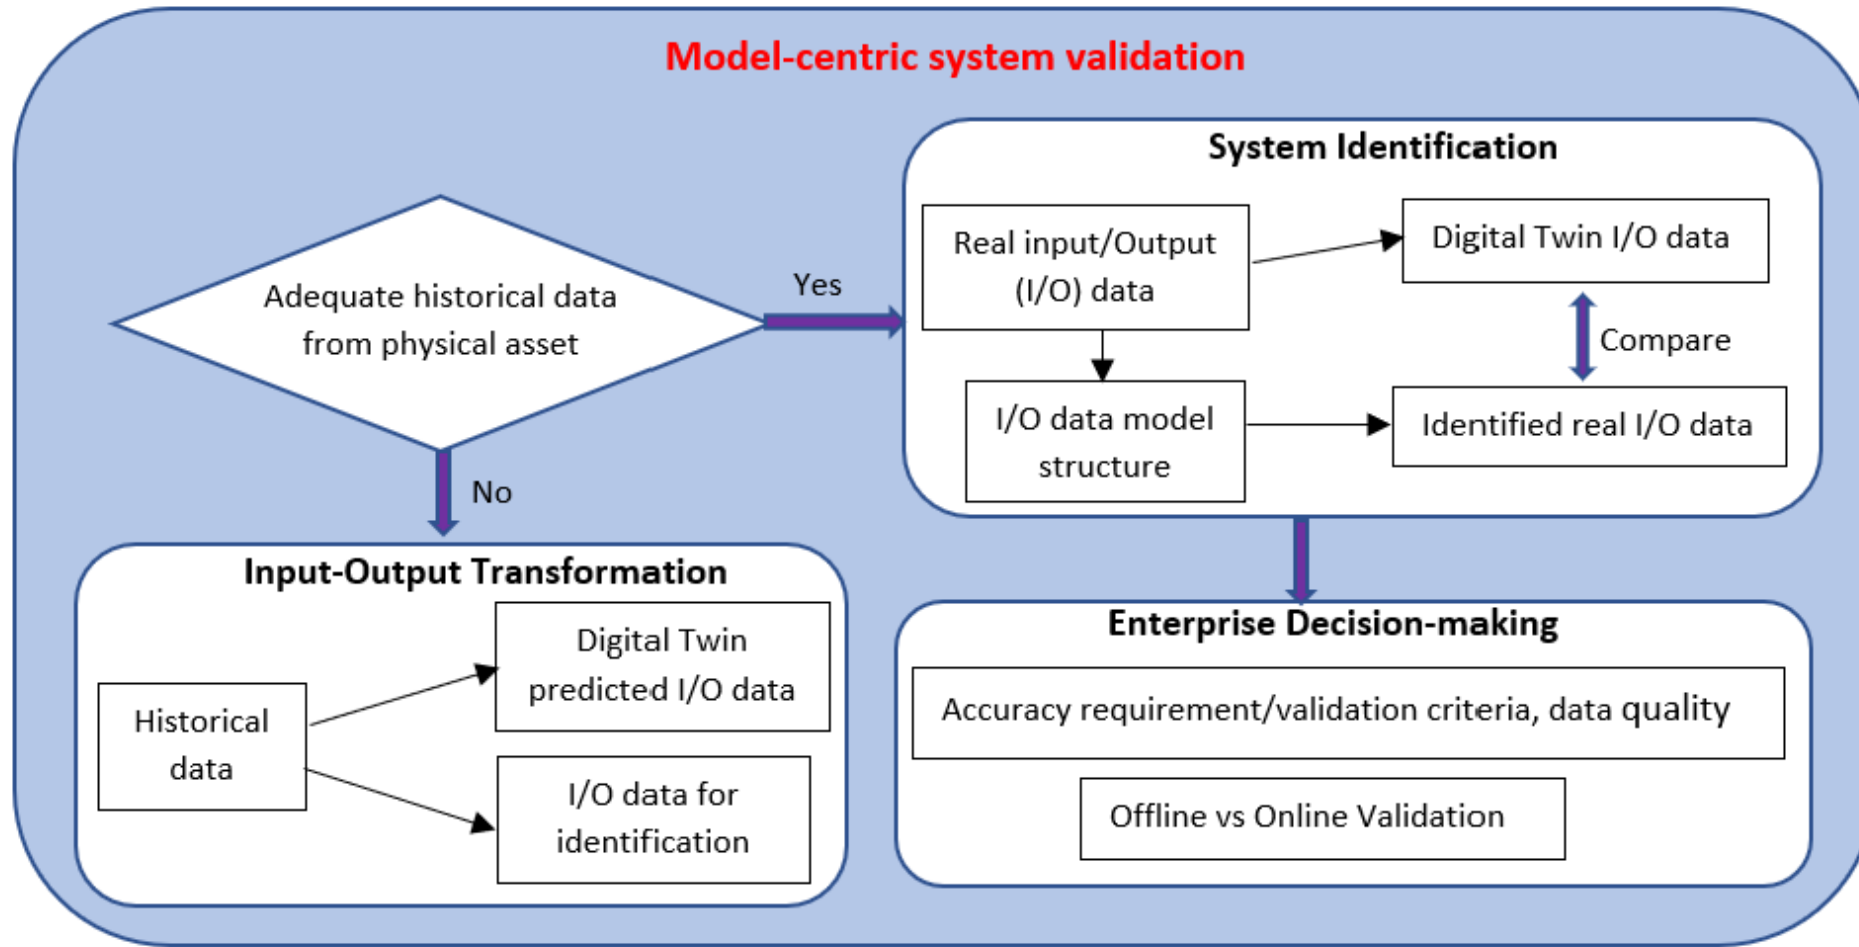 Model-centric system validation
Adequate historical data
from physical asset
Yes
No
System Identification
Real input/Output
(I/O) data
Digital Twin I/O data
Compare
I/O data model
structure
Identified real I/O data
Input-Output Transformation
Historical
data
Digital Twin
predicted I/O data
I/O data for
identification
Enterprise Decision-making
Accuracy requirement/validation criteria, data quality
Offline vs Online Validation